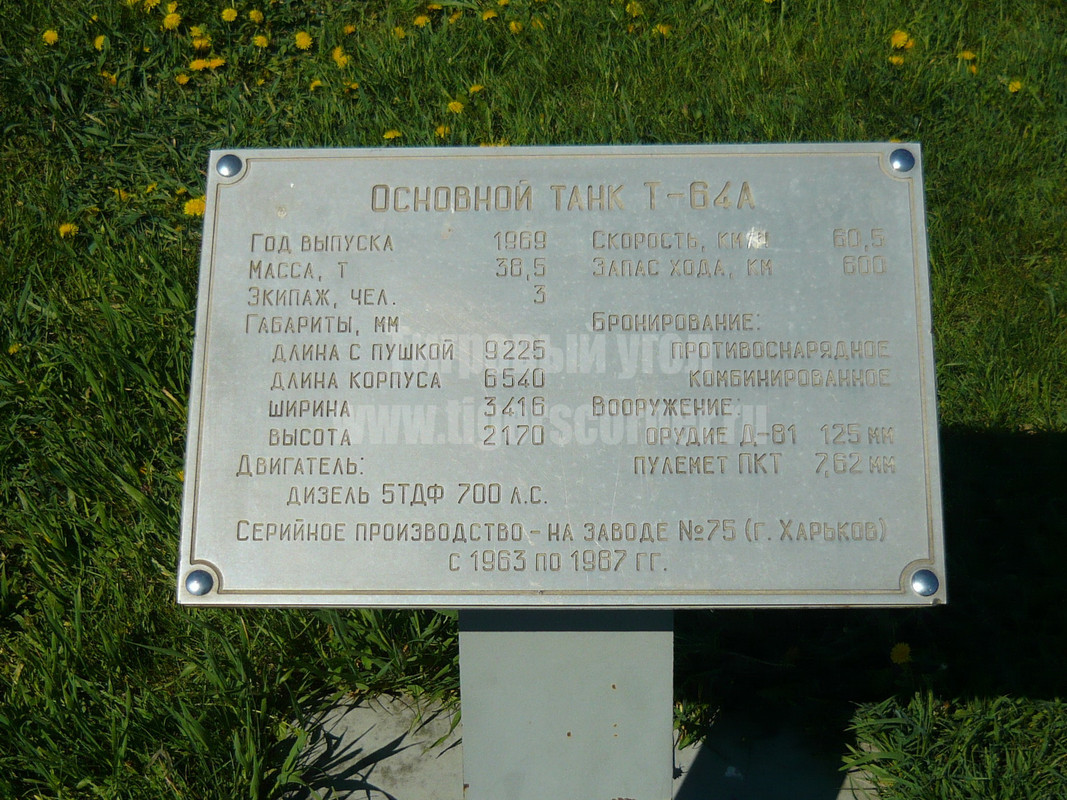 Основной танк Т-64А
Год выпуска 1969
Масса, т 38,5
Экипаж, чел. 3
Габариты, мм
длина с пушкой 9225
длина корпуса 6540
ширина 3416
высота 2170
Двигатель:
дизель 5ТДФ 700 л.с.
Скорость, км/ч 60,5
Запас хода, км 600
Бронирование:
противоснарядное
комбинированное
Вооружение:
орудие Д-81 125 мм
пулемет ПКТ 7,62 мм
Серийное производство - на заводе №75 (г. Харьков)
с 1963 по 1987 гг.